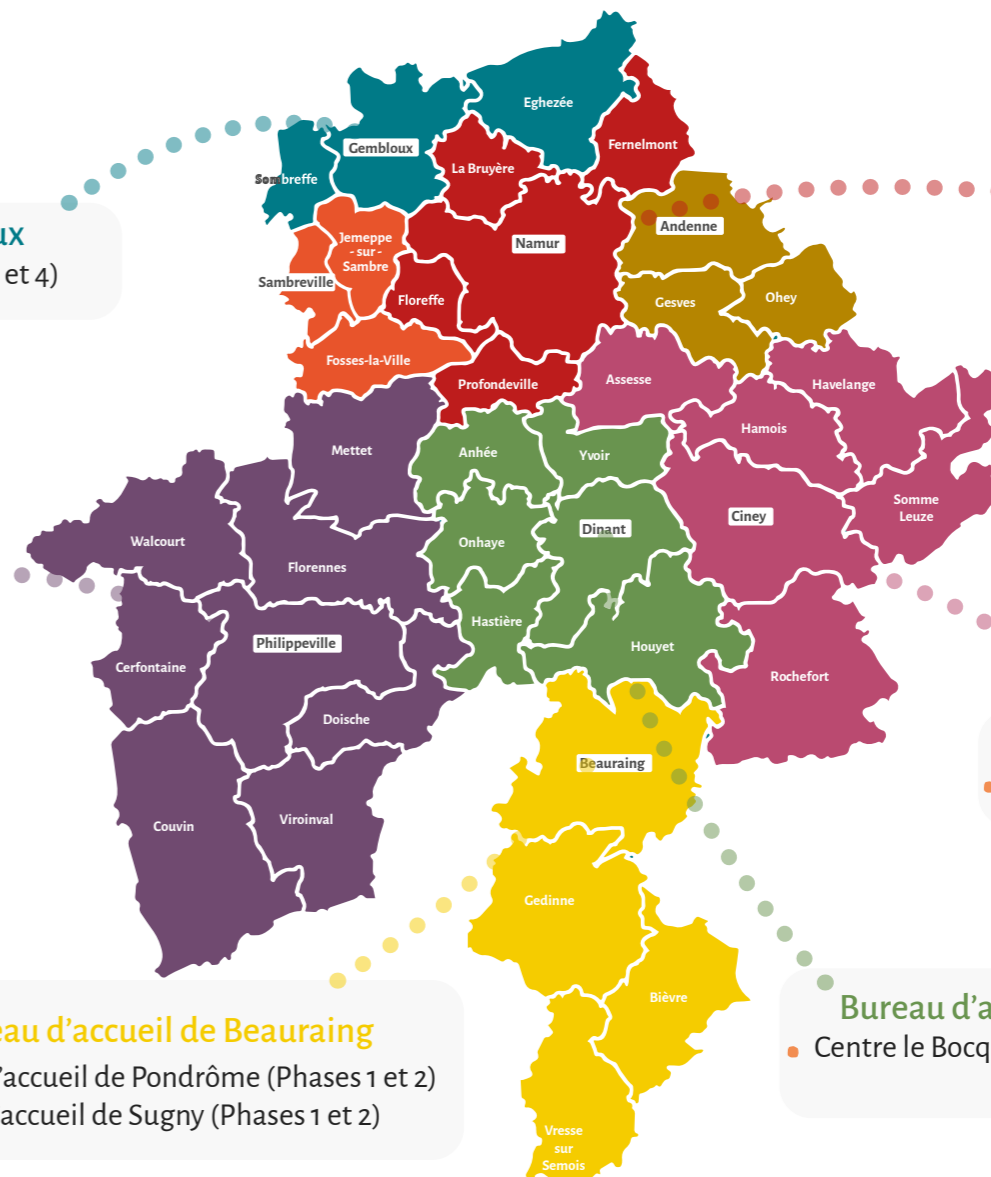 Eghezée
Gembloux
Fernelmont
La Bruyère
Sombreffe
Andenne
ux
Jemeppe
- sur -
Sambre
Namur
et 4)
Sambreville
Floreffe
Gesves
Ohey
Fosses-la-Ville
Profondeville
Assesse
Havelange
Hamois
Mettet
Anhée
Yvoir
Somme
Leuze
Ciney
Dinant
Walcourt
Onhaye
Florennes
Hastière
Philippeville
Houyet
Cerfontaine
Rochefort
Doische
Beauraing
Couvin
Viroinval
Gedinne
Bièvre
eau d’accueil de Beauraing
’accueil de Pondrôme (Phases 1 et 2)
accueil de Sugny (Phases 1 et 2)
Bureau d’a
Centre le Bocq
Vresse
sur
Semois